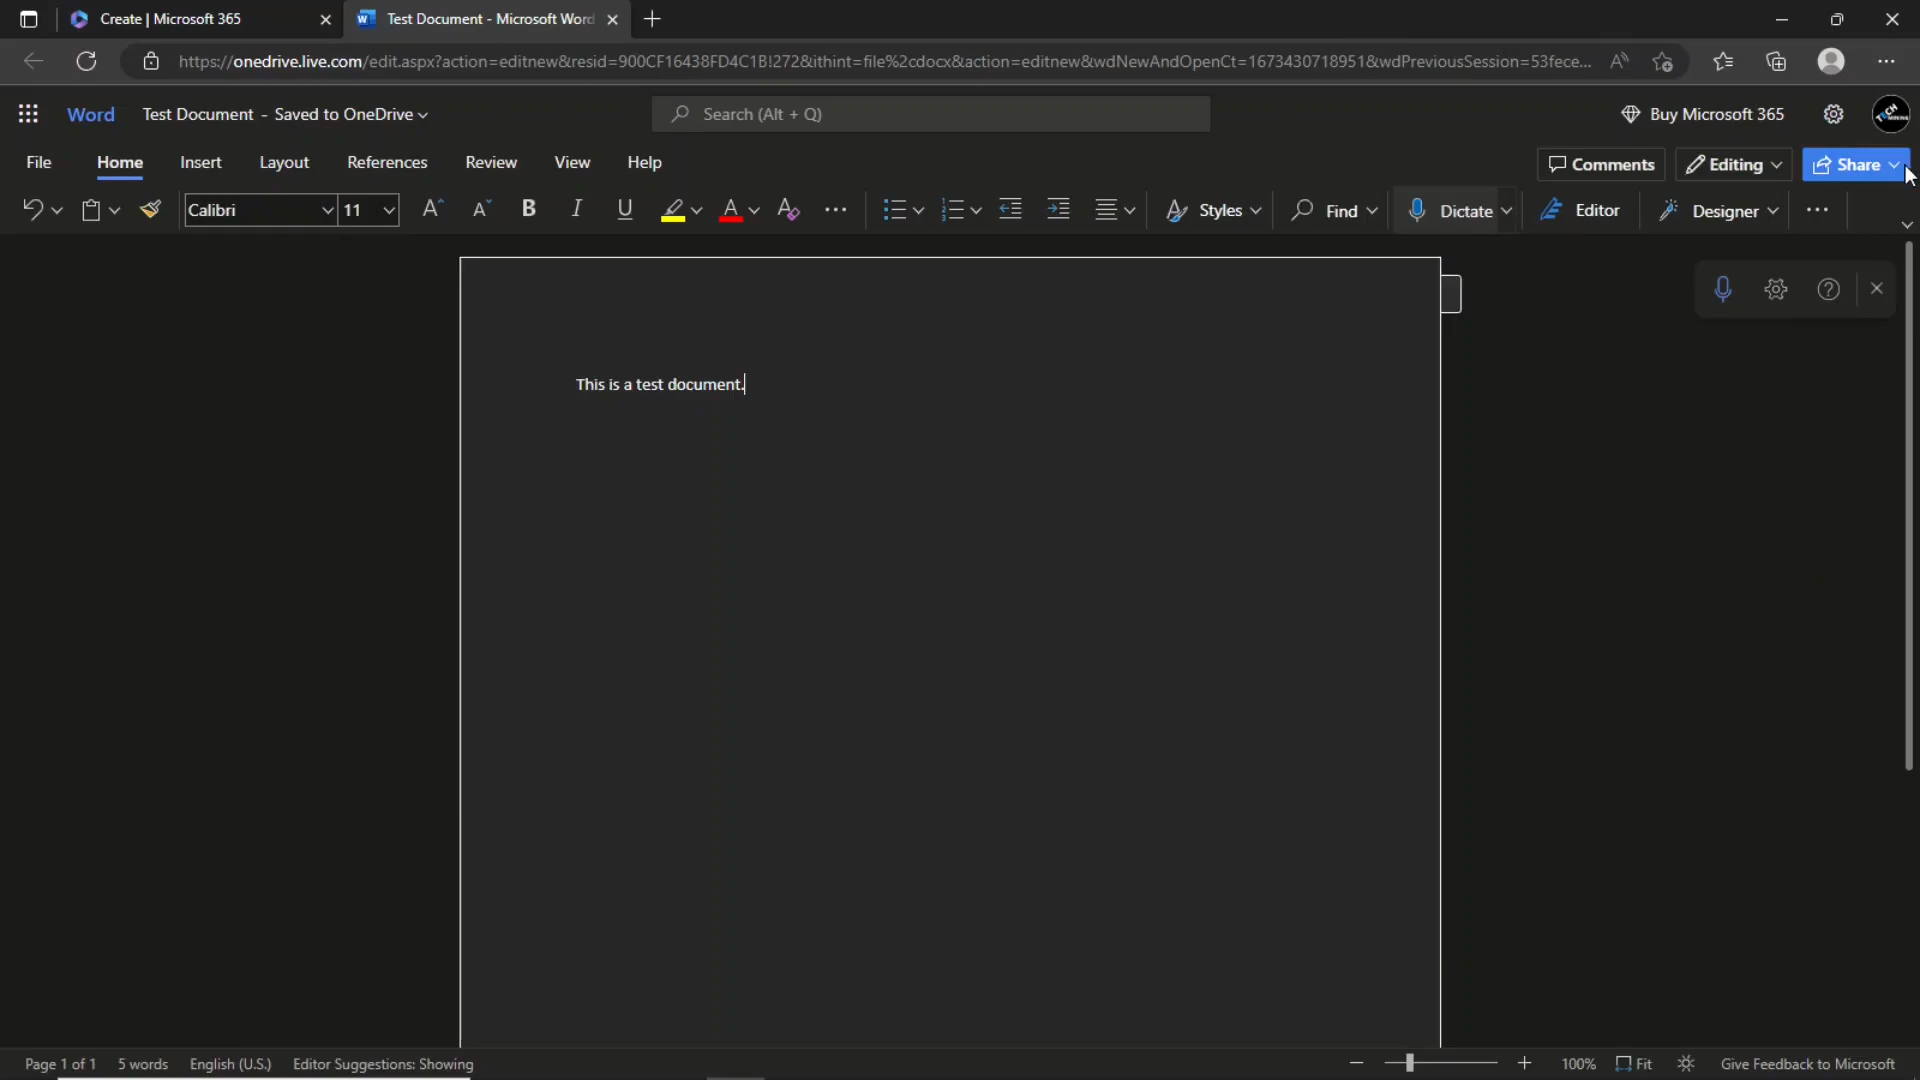 Create | Microsoft 365
Test Document - Microsoft Word
https://onedrive.live.com/edit.aspx?action=editnew&resid=900CF16438FD4C1B!272&ithint=file%2cdocx&action=editnew&wdNewAndOpenCt=1673430718951&wdPreviousSession=53fece...
Word Test Document - Saved to OneDrive Search (Alt + Q) Buy Microsoft 365
File Home Insert Layout References Review View Help Comments Editing Share
Calibri 11 Styles Find Dictate Editor Designer
This is a test document.
Page 1 of 1 5 words English (U.S.) Editor Suggestions: Showing 100% Fit Give Feedback to Microsoft